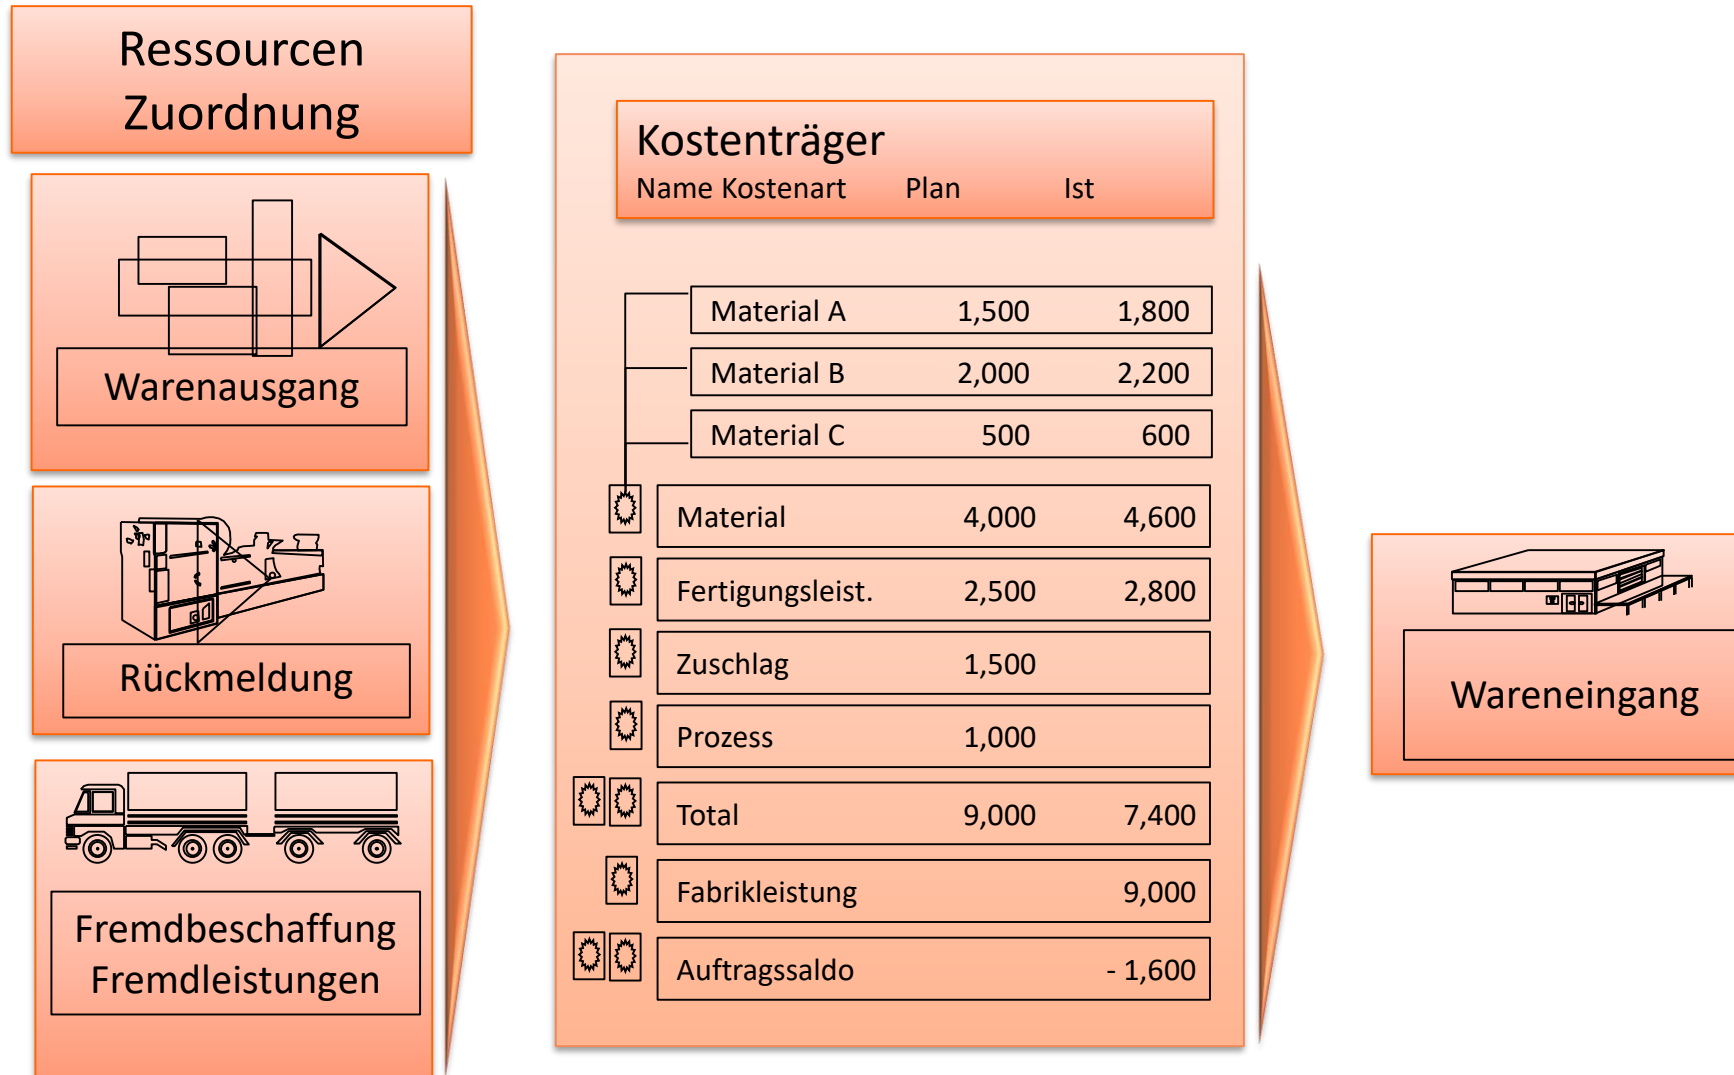 Ressourcen
Zuordnung
Warenausgang
Rückmeldung
Fremdbeschaffung
Fremdleistungen
Kostenträger
Name Kostenart Plan Ist
Material A 1,500 1,800
Material B 2,000 2,200
Material C 500 600
Material 4,000 4,600
Fertigungsleist. 2,500 2,800
Zuschlag 1,500
Prozess 1,000
Total 9,000 7,400
Fabrikleistung 9,000
Auftragssaldo - 1,600
Wareneingang